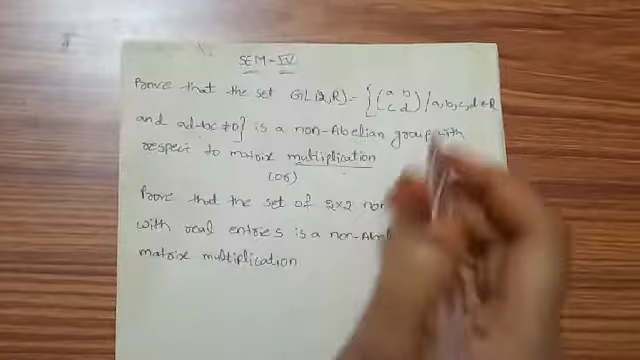 SEM-IV
Prove that the set GL(2,R)= {(a b c d) / a,b,c,d ∈ R
and ad-bc ≠0} is a non-Abelian group with
respect to matrix multiplication
(or)
Prove that the set of 2×2 non
with real entries is a non-Abel
matrix multiplication